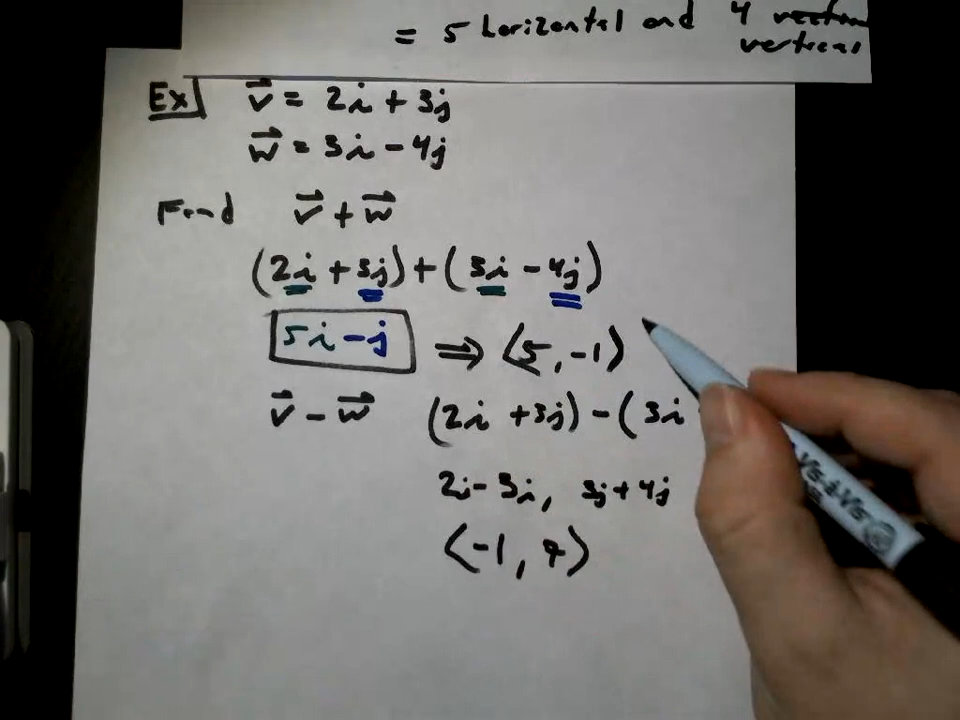 = 5 horizontal and 4
vertical
Ex v⃗ = 2i + 3j
w⃗ = 3i - 4j
Find v⃗ + w⃗
(2i + 3j) + (3i - 4j)
5i - j ⇒ ⟨5, -1⟩
v⃗ - w⃗ (2i + 3j) - (3i
2i - 3i, 3j + 4j
⟨-1, 7⟩